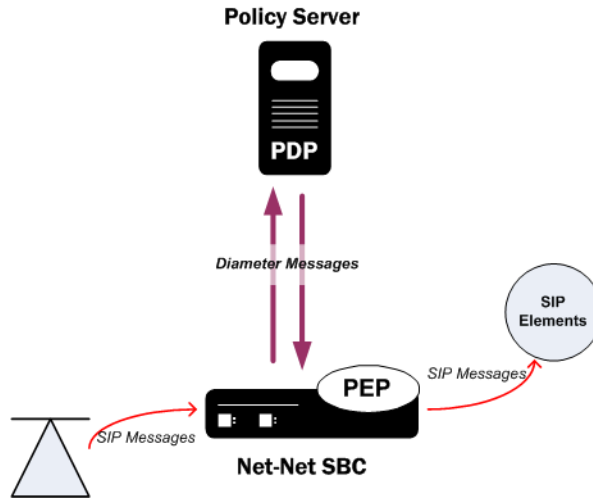 Policy Server
PDP
Diameter Messages
SIP
Elements
PEP
SIP Messages
SIP Messages
Net-Net SBC